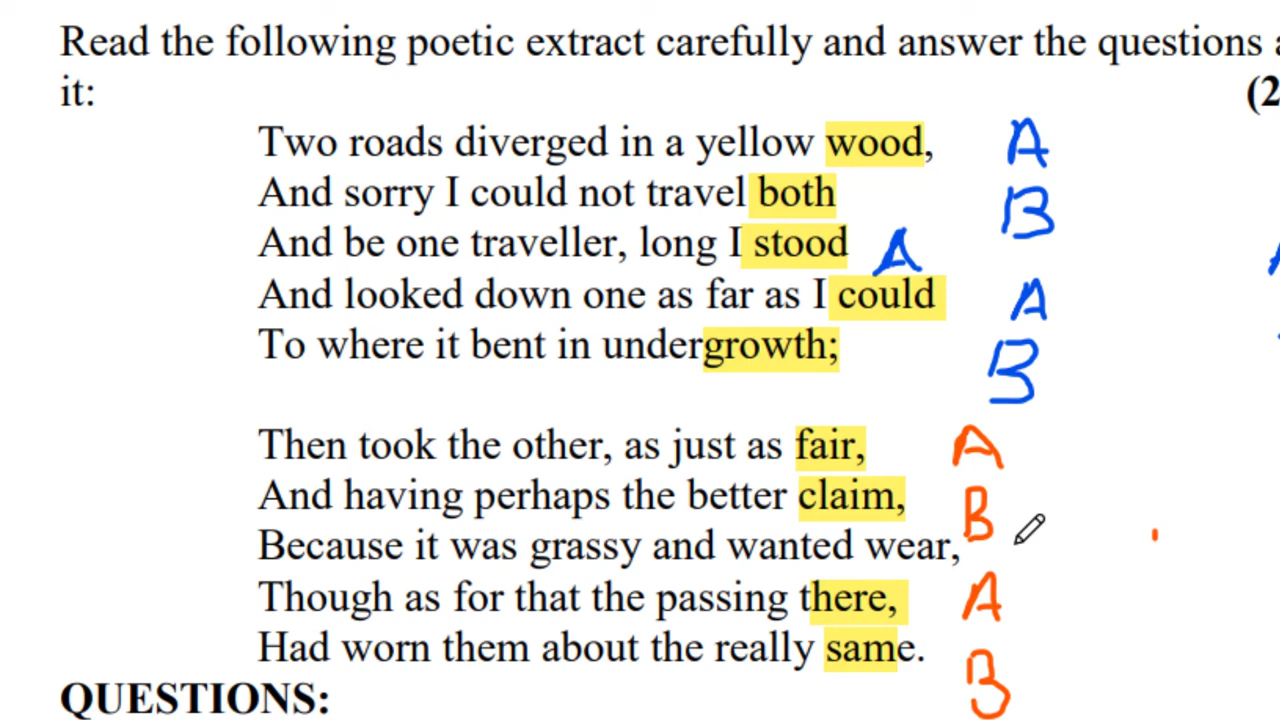 Read the following poetic extract carefully and answer the questions
it: (2
Two roads diverged in a yellow wood, A
And sorry I could not travel both B
And be one traveller, long I stood A
And looked down one as far as I could A
To where it bent in undergrowth; B
Then took the other, as just as fair, A
And having perhaps the better claim, B
Because it was grassy and wanted wear,
Though as for that the passing there, A
Had worn them about the really same. B
QUESTIONS: